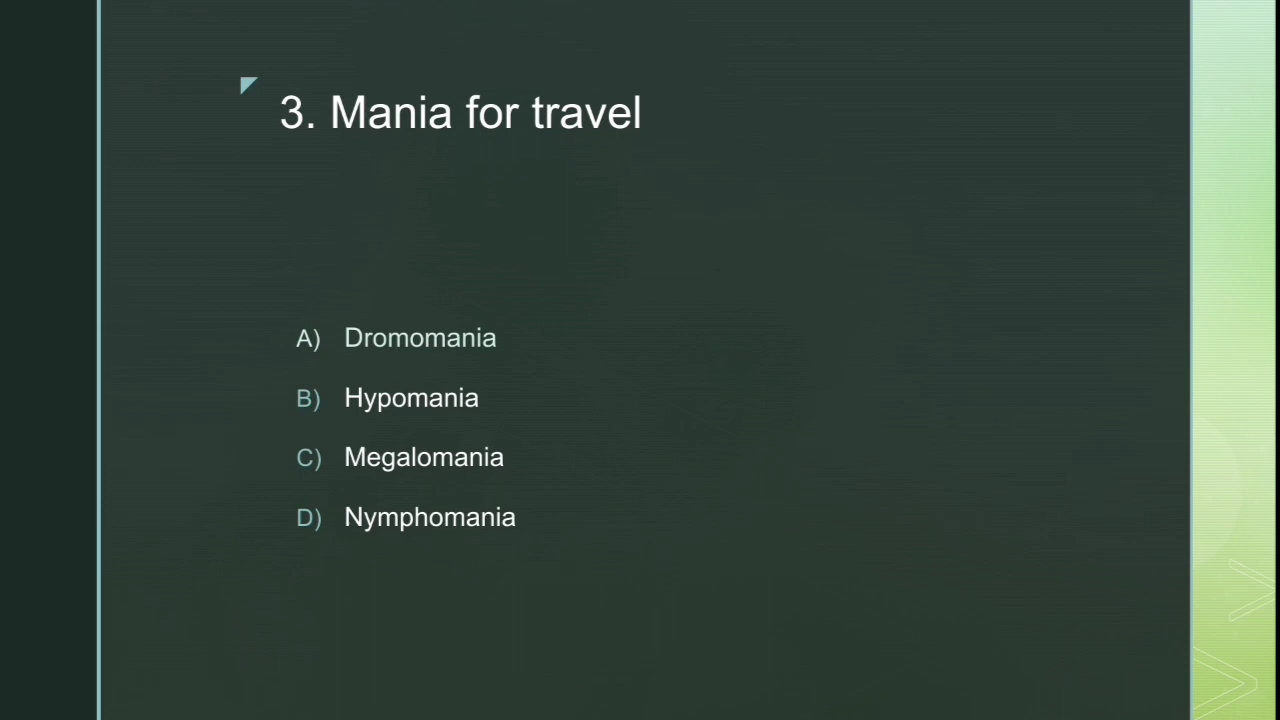 3. Mania for travel
A) Dromomania
B) Hypomania
C) Megalomania
D) Nymphomania